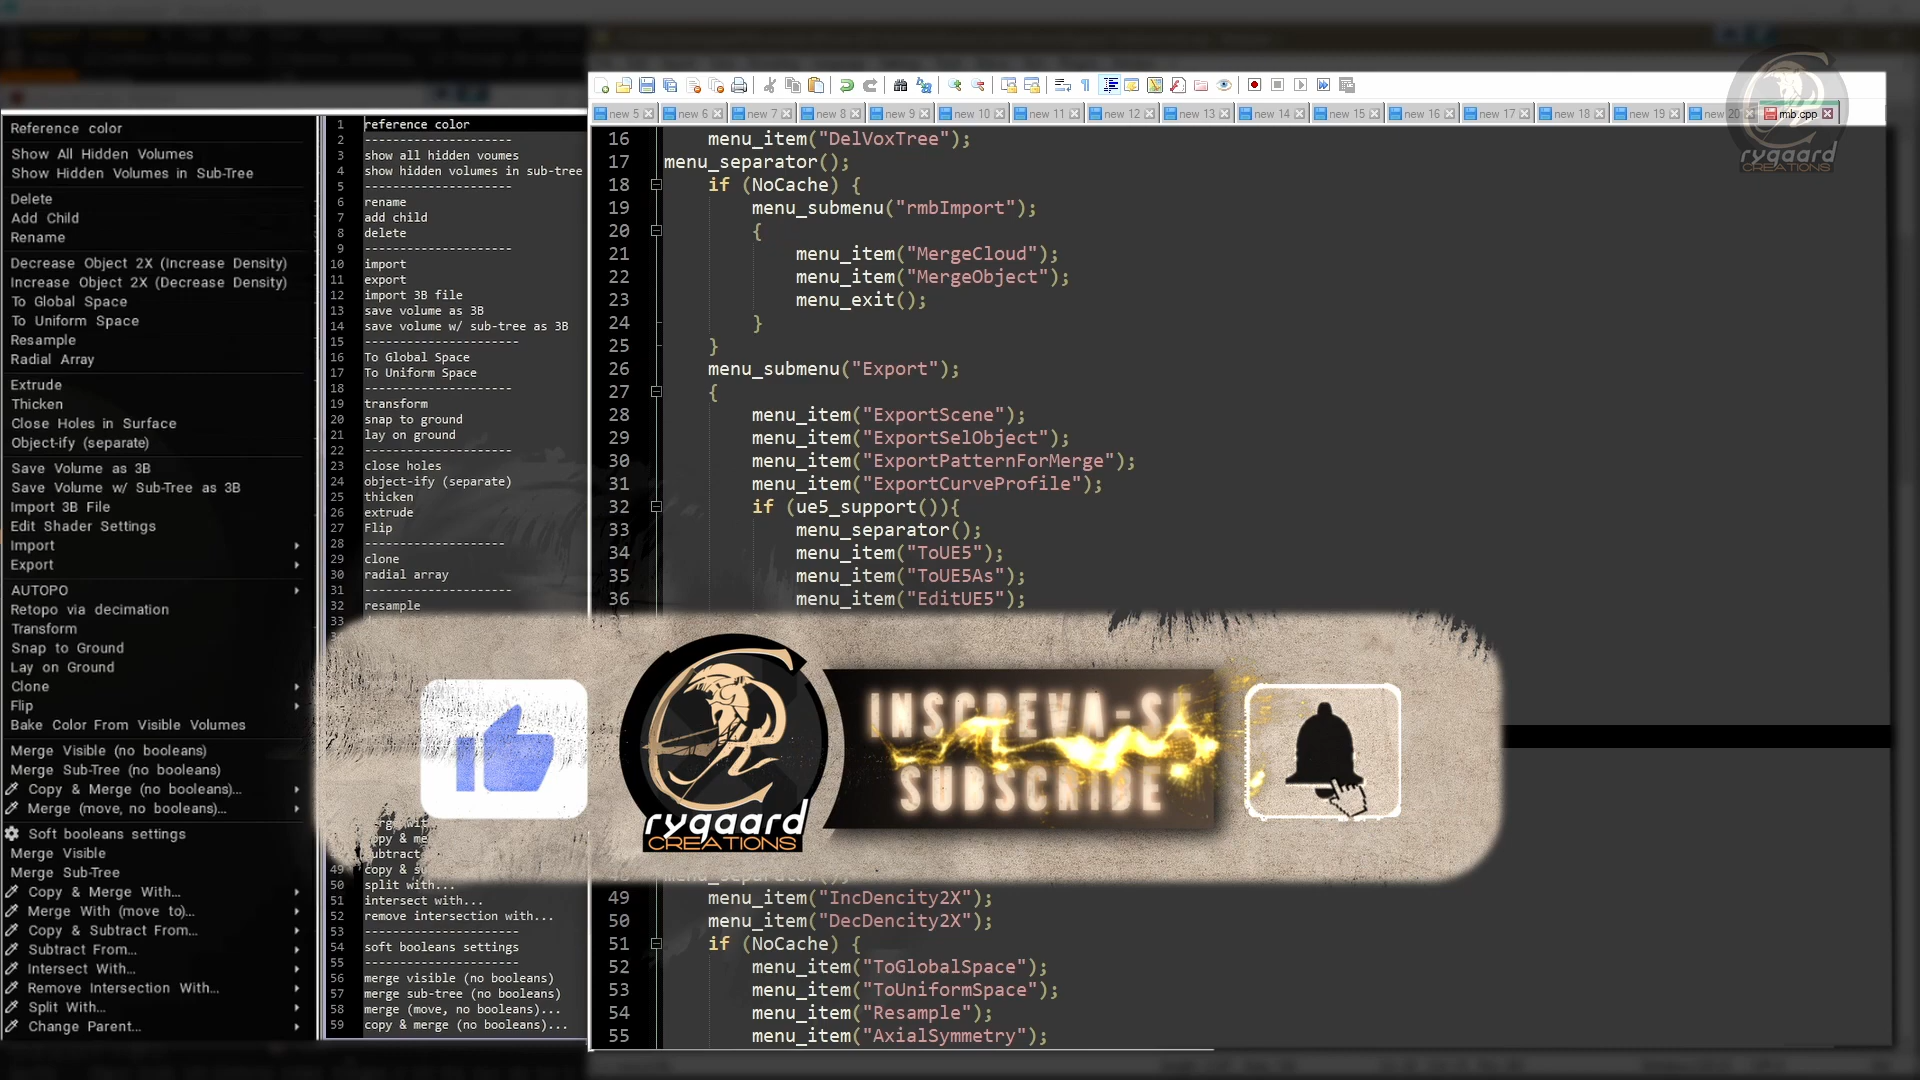 Reference color
Show All Hidden Volumes
Show Hidden Volumes in Sub-Tree
Delete
Add Child
Rename
Decrease Object 2X (Increase Density)
Increase Object 2X (Decrease Density)
To Global Space
To Uniform Space
Resample
Radial Array
Extrude
Thicken
Close Holes in Surface
Object-ify (separate)
Save Volume as 3B
Save Volume w/ Sub-Tree as 3B
Import 3B File
Edit Shader Settings
Import
Export
AUTOPO
Retopo via decimation
Transform
Snap to Ground
Lay on Ground
Clone
Flip
Bake Color From Visible Volumes
Merge Visible (no booleans)
Merge Sub-Tree (no booleans)
Copy & Merge (no booleans)...
Merge (move, no booleans)...
Soft booleans settings
Merge Visible
Merge Sub-Tree
Copy & Merge With...
Merge With (move to)...
Copy & Subtract From...
Subtract From...
Intersect With...
Remove Intersection With...
Split With...
Change Parent...
1 reference color
2 -------------------
3 show all hidden voumes
4 show hidden volumes in sub-tree
5 -------------------
6 rename
7 add child
8 delete
9 -------------------
10 import
11 export
12 import 3B file
13 save volume as 3B
14 save volume w/ sub-tree as 3B
15 --------------------
16 To Global Space
17 To Uniform Space
18 -------------------
19 transform
20 snap to ground
21 lay on ground
22 -------------------
23 close holes
24 object-ify (separate)
25 thicken
26 extrude
27 Flip
28 ------------------
29 clone
30 radial array
31 -------------------
32 resample
33
49 copy &
50 split with...
51 intersect with...
52 remove intersection with...
53 --------------------
54 soft booleans settings
55 --------------------
56 merge visible (no booleans)
57 merge sub-tree (no booleans)
58 merge (move, no booleans)...
59 copy & merge (no booleans)...
new 5 new 6 new 7 new 8 new 9 new 10 new 11 new 12 new 13 new 14 new 15 new 16 new 17 new 18 new 19 new 20 rmb.cpp
16 menu_item("DelVoxTree");
17 menu_separator();
18 if (NoCache) {
19 menu_submenu("rmbImport");
20 {
21 menu_item("MergeCloud");
22 menu_item("MergeObject");
23 menu_exit();
24 }
25 }
26 menu_submenu("Export");
27 {
28 menu_item("ExportScene");
29 menu_item("ExportSelObject");
30 menu_item("ExportPatternForMerge");
31 menu_item("ExportCurveProfile");
32 if (ue5_support()){
33 menu_separator();
34 menu_item("ToUE5");
35 menu_item("ToUE5As");
36 menu_item("EditUE5");
49 menu_item("IncDencity2X");
50 menu_item("DecDencity2X");
51 if (NoCache) {
52 menu_item("ToGlobalSpace");
53 menu_item("ToUniformSpace");
54 menu_item("Resample");
55 menu_item("AxialSymmetry");
Crygaard
CREATIONS
INSCREVA-SE
SUBSCRIBE
Crygaard
CREATIONS